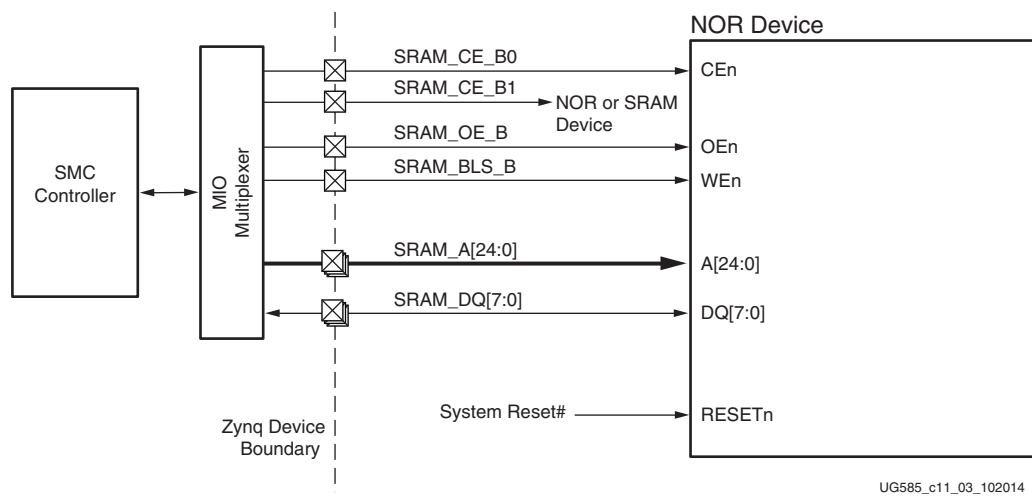 NOR Device
SRAM_CE_B0
CEn
SRAM_CE_B1
NOR or SRAM
Device
SRAM_OE_B
OEn
SMC
Controller
MIO
Multiplexer
SRAM_BLS_B
WEn
SRAM_A[24:0]
A[24:0]
SRAM_DQ[7:0]
DQ[7:0]
System Reset#
RESETn
Zynq Device
Boundary
UG585_c11_03_102014